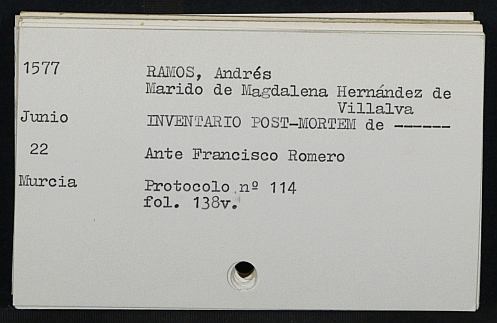 1577 RAMOS, Andrés
Marido de Magdalena Hernández de
Villalva
Junio INVENTARIO POST-MORTEM de ------
22 Ante Francisco Romero
Murcia Protocolo nº 114
fol. 138v.